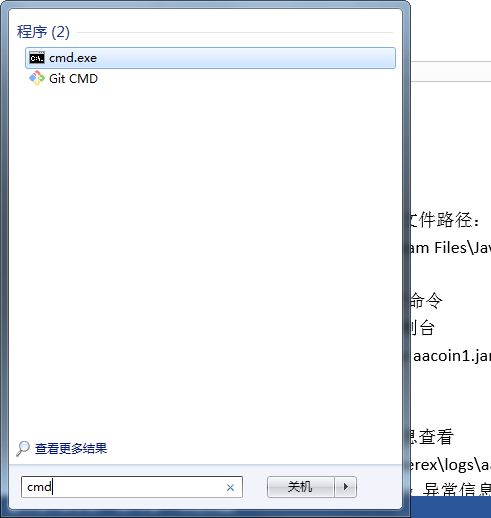 程序 (2)
cmd.exe
Git CMD
文件路径：
am Files\Jav
命令
制台
aacoin1.jar
息查看
erex\logs\aa
异常信息
查看更多结果
cmd
关机